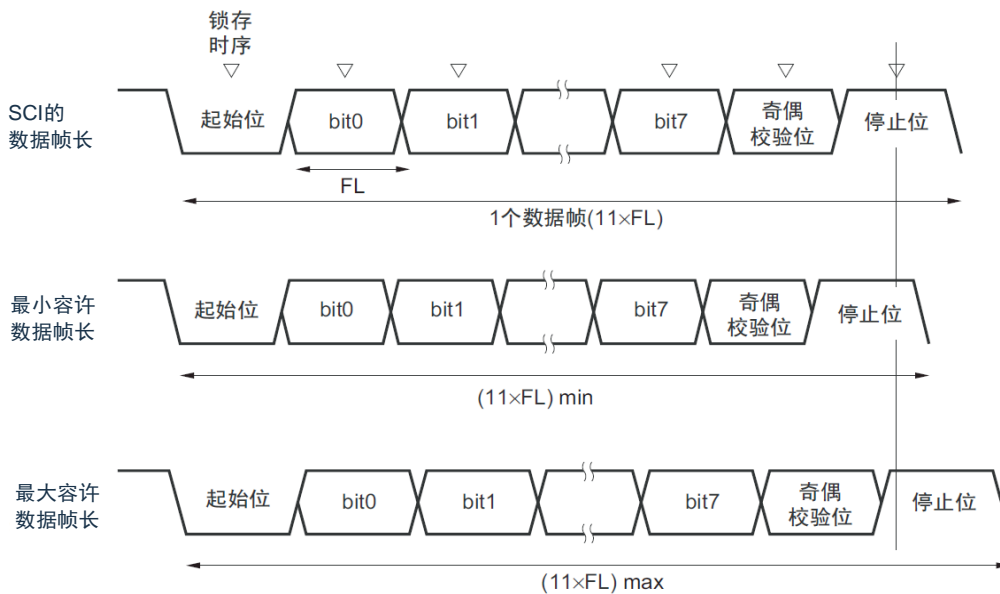 锁存
时序
SCI的
数据帧长
起始位
bit0
bit1
bit7
奇偶
校验位
停止位
FL
1个数据帧(11×FL)
最小容许
数据帧长
起始位
bit0
bit1
bit7
奇偶
校验位
停止位
(11×FL) min
最大容许
数据帧长
起始位
bit0
bit1
bit7
奇偶
校验位
停止位
(11×FL) max